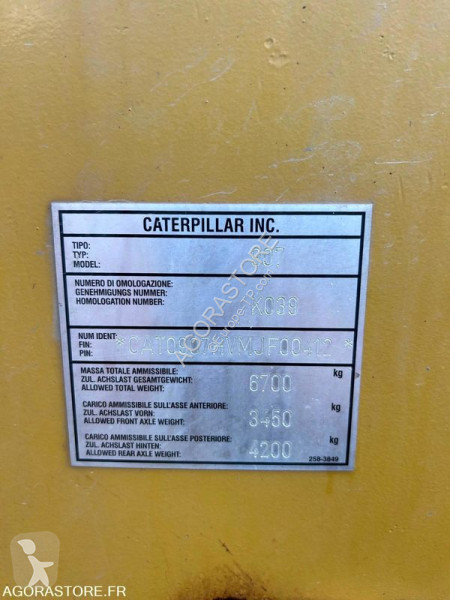 CATERPILLAR INC.
TIPO:
TYP:
MODEL:
NUMERO DI OMOLOGAZIONE:
GENEHMIGUNGS NUMMER:
HOMOLOGATION NUMBER:
KC39
NUM IDENT:
FIN:
PIN:
MASSA TOTALE AMMISSIBILE:
ZUL. ACHSLAST GESAMTGEWICHT:
ALLOWED TOTAL WEIGHT:
6700 kg
CARICO AMMISSIBILE SULL'ASSE ANTERIORE:
ZUL. ACHSLAST VORN:
ALLOWED FRONT AXLE WEIGHT:
3450 kg
CARICO AMMISSIBILE SULL'ASSE POSTERIORE:
ZUL. ACHSLAST HINTEN:
ALLOWED REAR AXLE WEIGHT:
4200 kg
258-3849
AGORASTORE
AGORASTORE.FR